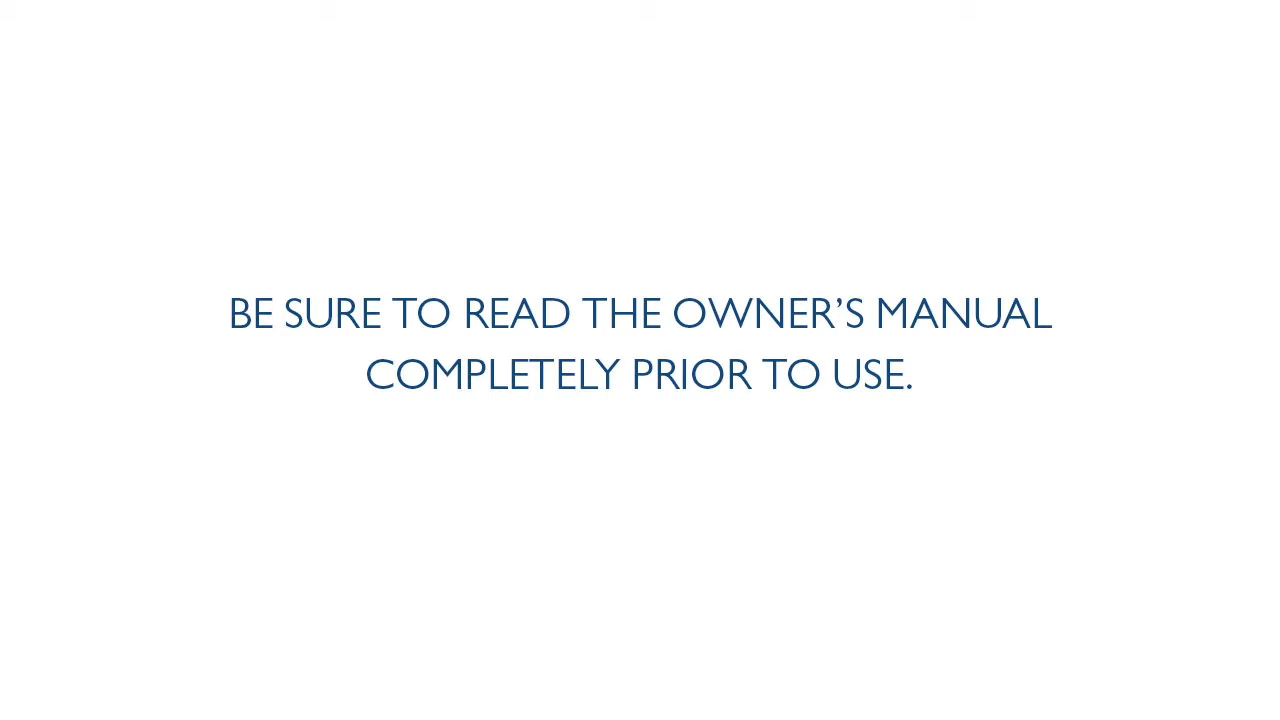 BE SURE TO READ THE OWNER’S MANUAL
COMPLETELY PRIOR TO USE.